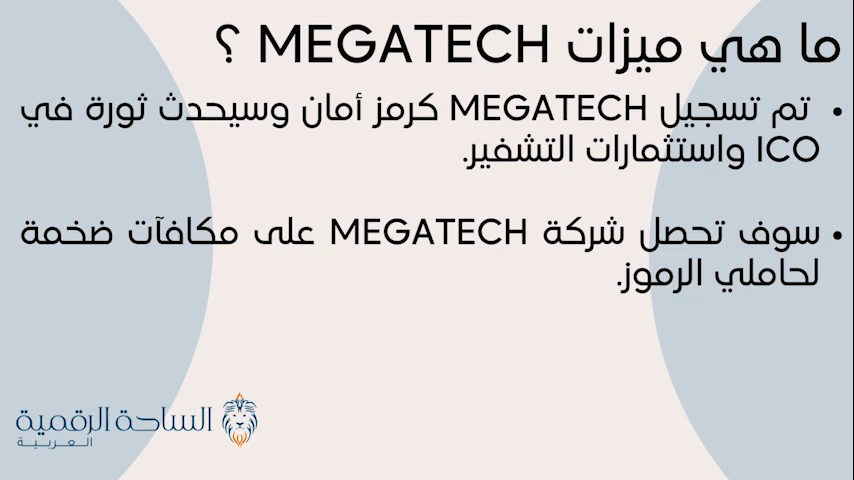 ما هي ميزات MEGATECH ؟
• تم تسجيل MEGATECH كرمز أمان وسيحدث ثورة في
ICO واستثمارات التشفير.
• سوف تحصل شركة MEGATECH على مكافآت ضخمة
لحاملي الرموز.
الساحة الرقمية
العربية